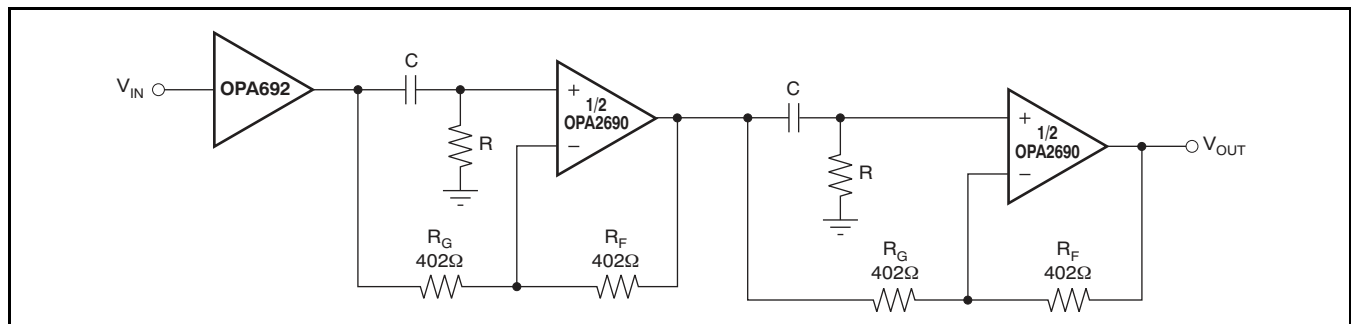 V_IN
OPA692
C
R
+
1/2
OPA2690
−
R_G
402Ω
R_F
402Ω
C
R
+
1/2
OPA2690
−
V_OUT
R_G
402Ω
R_F
402Ω